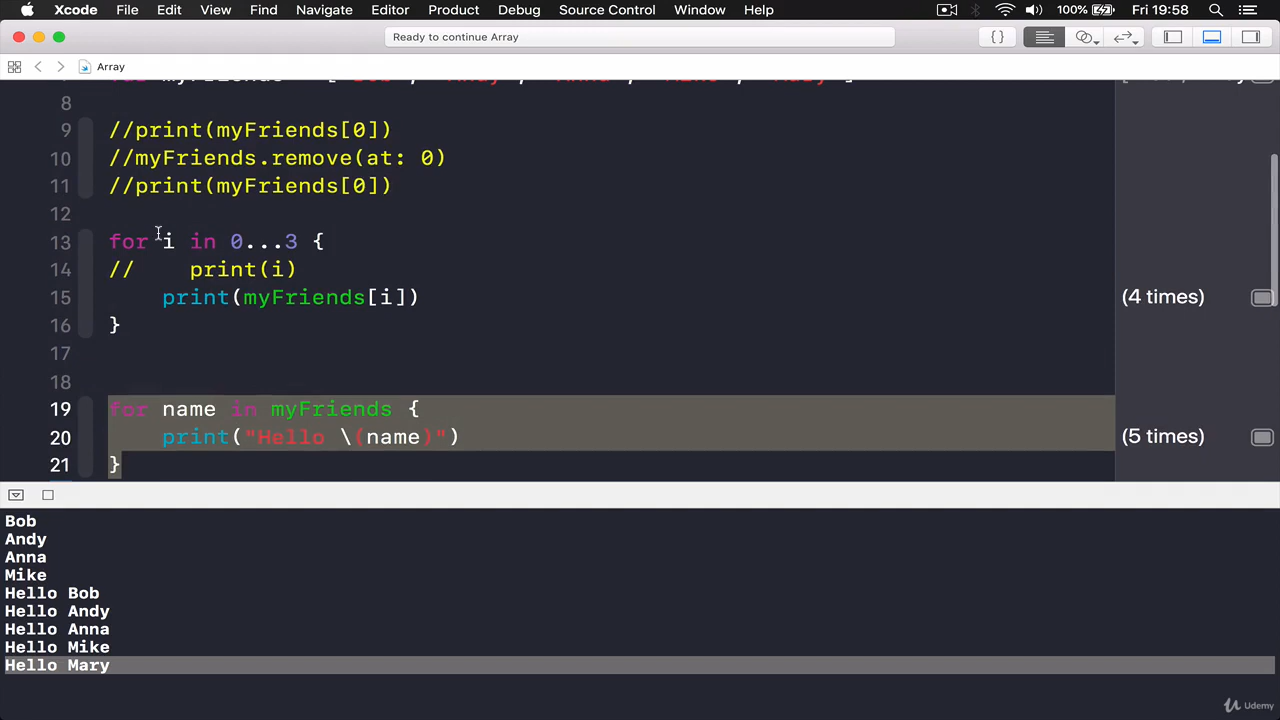 Xcode File Edit View Find Navigate Editor Product Debug Source Control Window Help 100% Fri 19:58
Ready to continue Array
Array
8
9 //print(myFriends[0])
10 //myFriends.remove(at: 0)
11 //print(myFriends[0])
12
13 for i in 0...3 {
14 //    print(i)
15     print(myFriends[i]) (4 times)
16 }
17
18
19 for name in myFriends {
20     print("Hello \(name)") (5 times)
21 }
Bob
Andy
Anna
Mike
Hello Bob
Hello Andy
Hello Anna
Hello Mike
Hello Mary
Udemy